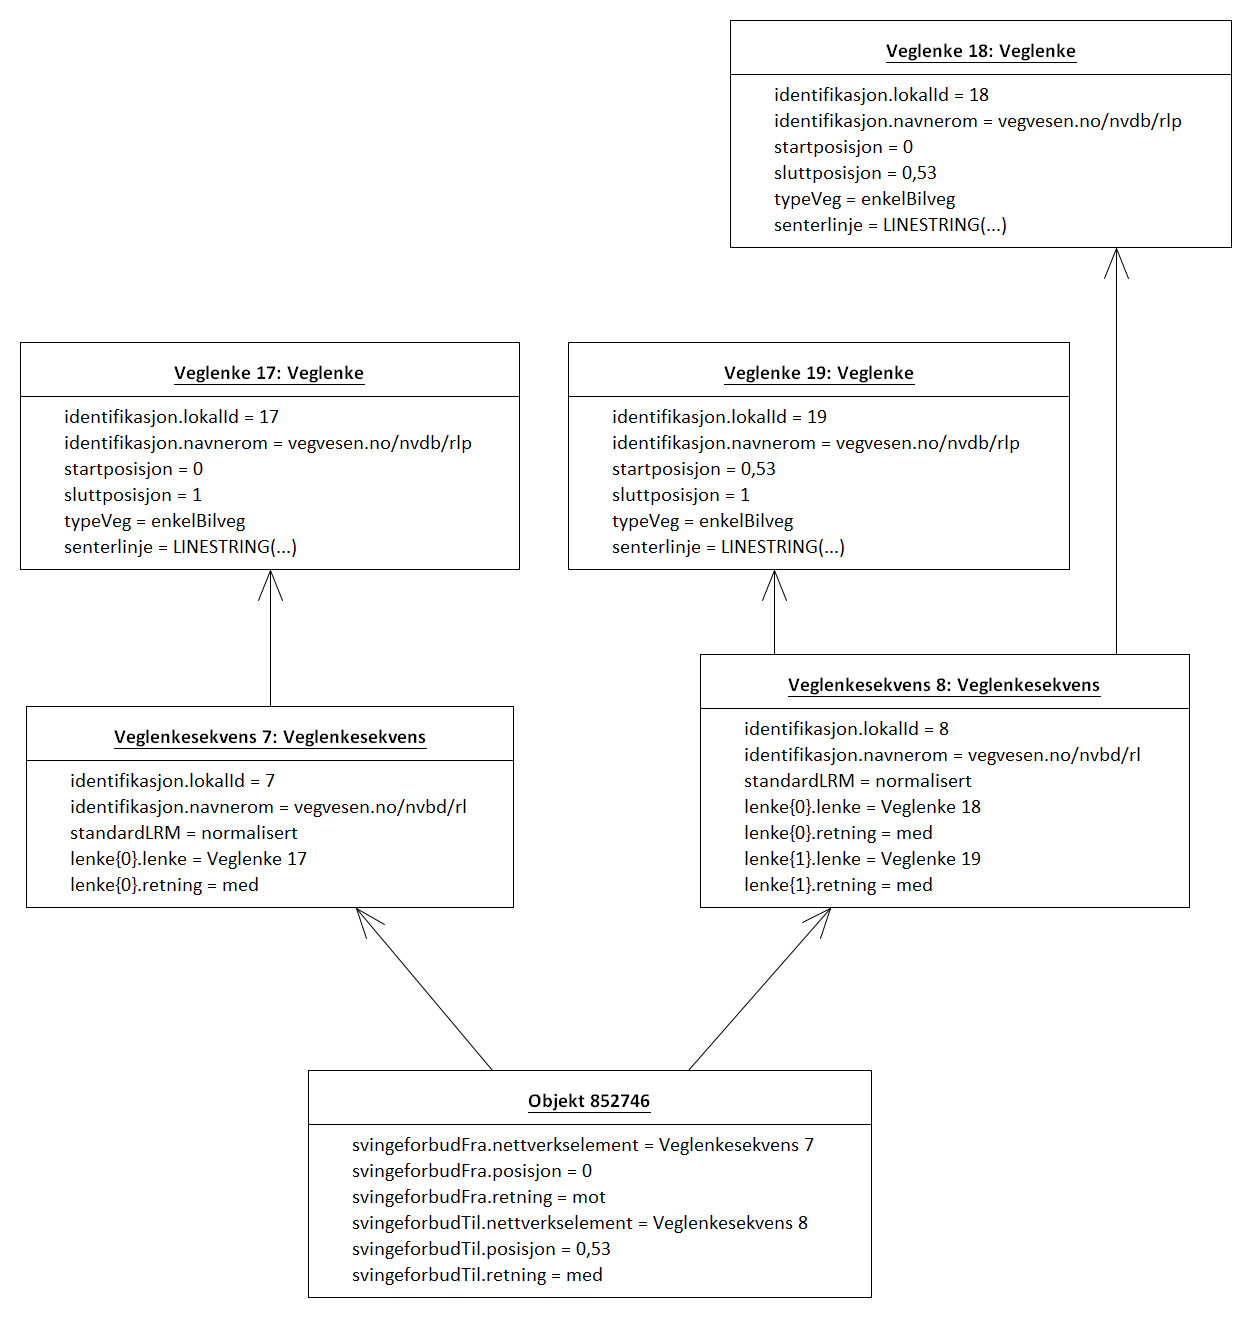 Veglenke 18: Veglenke
identifikasjon.lokalId = 18
identifikasjon.navnerom = vegvesen.no/nvdb/rlp
startposisjon = 0
sluttposisjon = 0,53
typeVeg = enkelBilveg
senterlinje = LINESTRING(...)
Veglenke 17: Veglenke
identifikasjon.lokalId = 17
identifikasjon.navnerom = vegvesen.no/nvdb/rlp
startposisjon = 0
sluttposisjon = 1
typeVeg = enkelBilveg
senterlinje = LINESTRING(...)
Veglenke 19: Veglenke
identifikasjon.lokalId = 19
identifikasjon.navnerom = vegvesen.no/nvdb/rlp
startposisjon = 0,53
sluttposisjon = 1
typeVeg = enkelBilveg
senterlinje = LINESTRING(...)
Veglenkesekvens 7: Veglenkesekvens
identifikasjon.lokalId = 7
identifikasjon.navnerom = vegvesen.no/nvbd/rl
standardLRM = normalisert
lenke{0}.lenke = Veglenke 17
lenke{0}.retning = med
Veglenkesekvens 8: Veglenkesekvens
identifikasjon.lokalId = 8
identifikasjon.navnerom = vegvesen.no/nvbd/rl
standardLRM = normalisert
lenke{0}.lenke = Veglenke 18
lenke{0}.retning = med
lenke{1}.lenke = Veglenke 19
lenke{1}.retning = med
Objekt 852746
svingeforbudFra.nettverkselement = Veglenkesekvens 7
svingeforbudFra.posisjon = 0
svingeforbudFra.retning = mot
svingeforbudTil.nettverkselement = Veglenkesekvens 8
svingeforbudTil.posisjon = 0,53
svingeforbudTil.retning = med